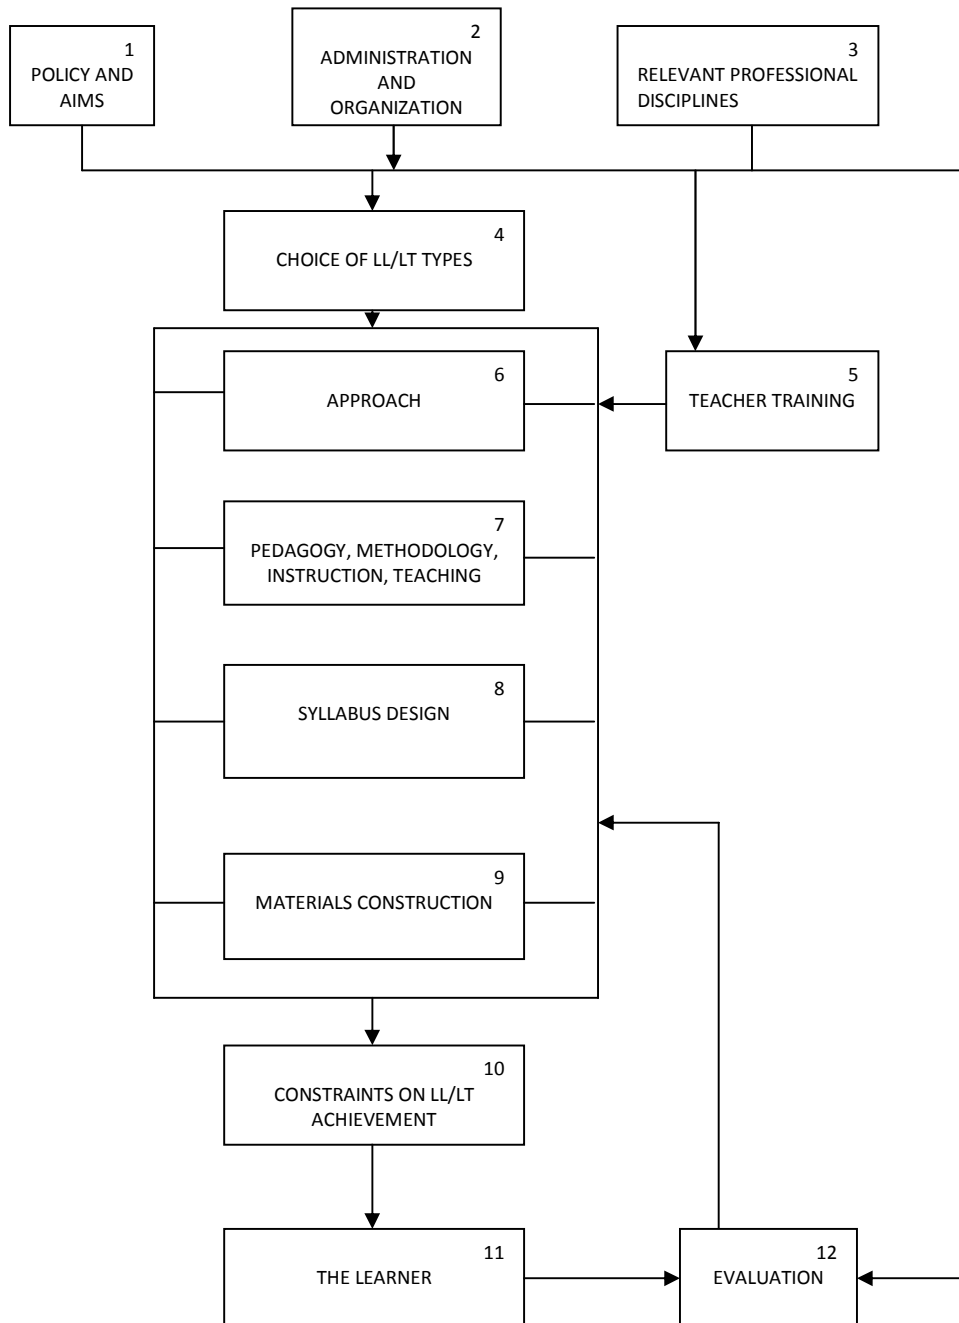 1
POLICY AND
AIMS
2
ADMINISTRATION
AND
ORGANIZATION
3
RELEVANT PROFESSIONAL
DISCIPLINES
4
CHOICE OF LL/LT TYPES
5
TEACHER TRAINING
6
APPROACH
7
PEDAGOGY, METHODOLOGY,
INSTRUCTION, TEACHING
8
SYLLABUS DESIGN
9
MATERIALS CONSTRUCTION
10
CONSTRAINTS ON LL/LT
ACHIEVEMENT
11
THE LEARNER
12
EVALUATION